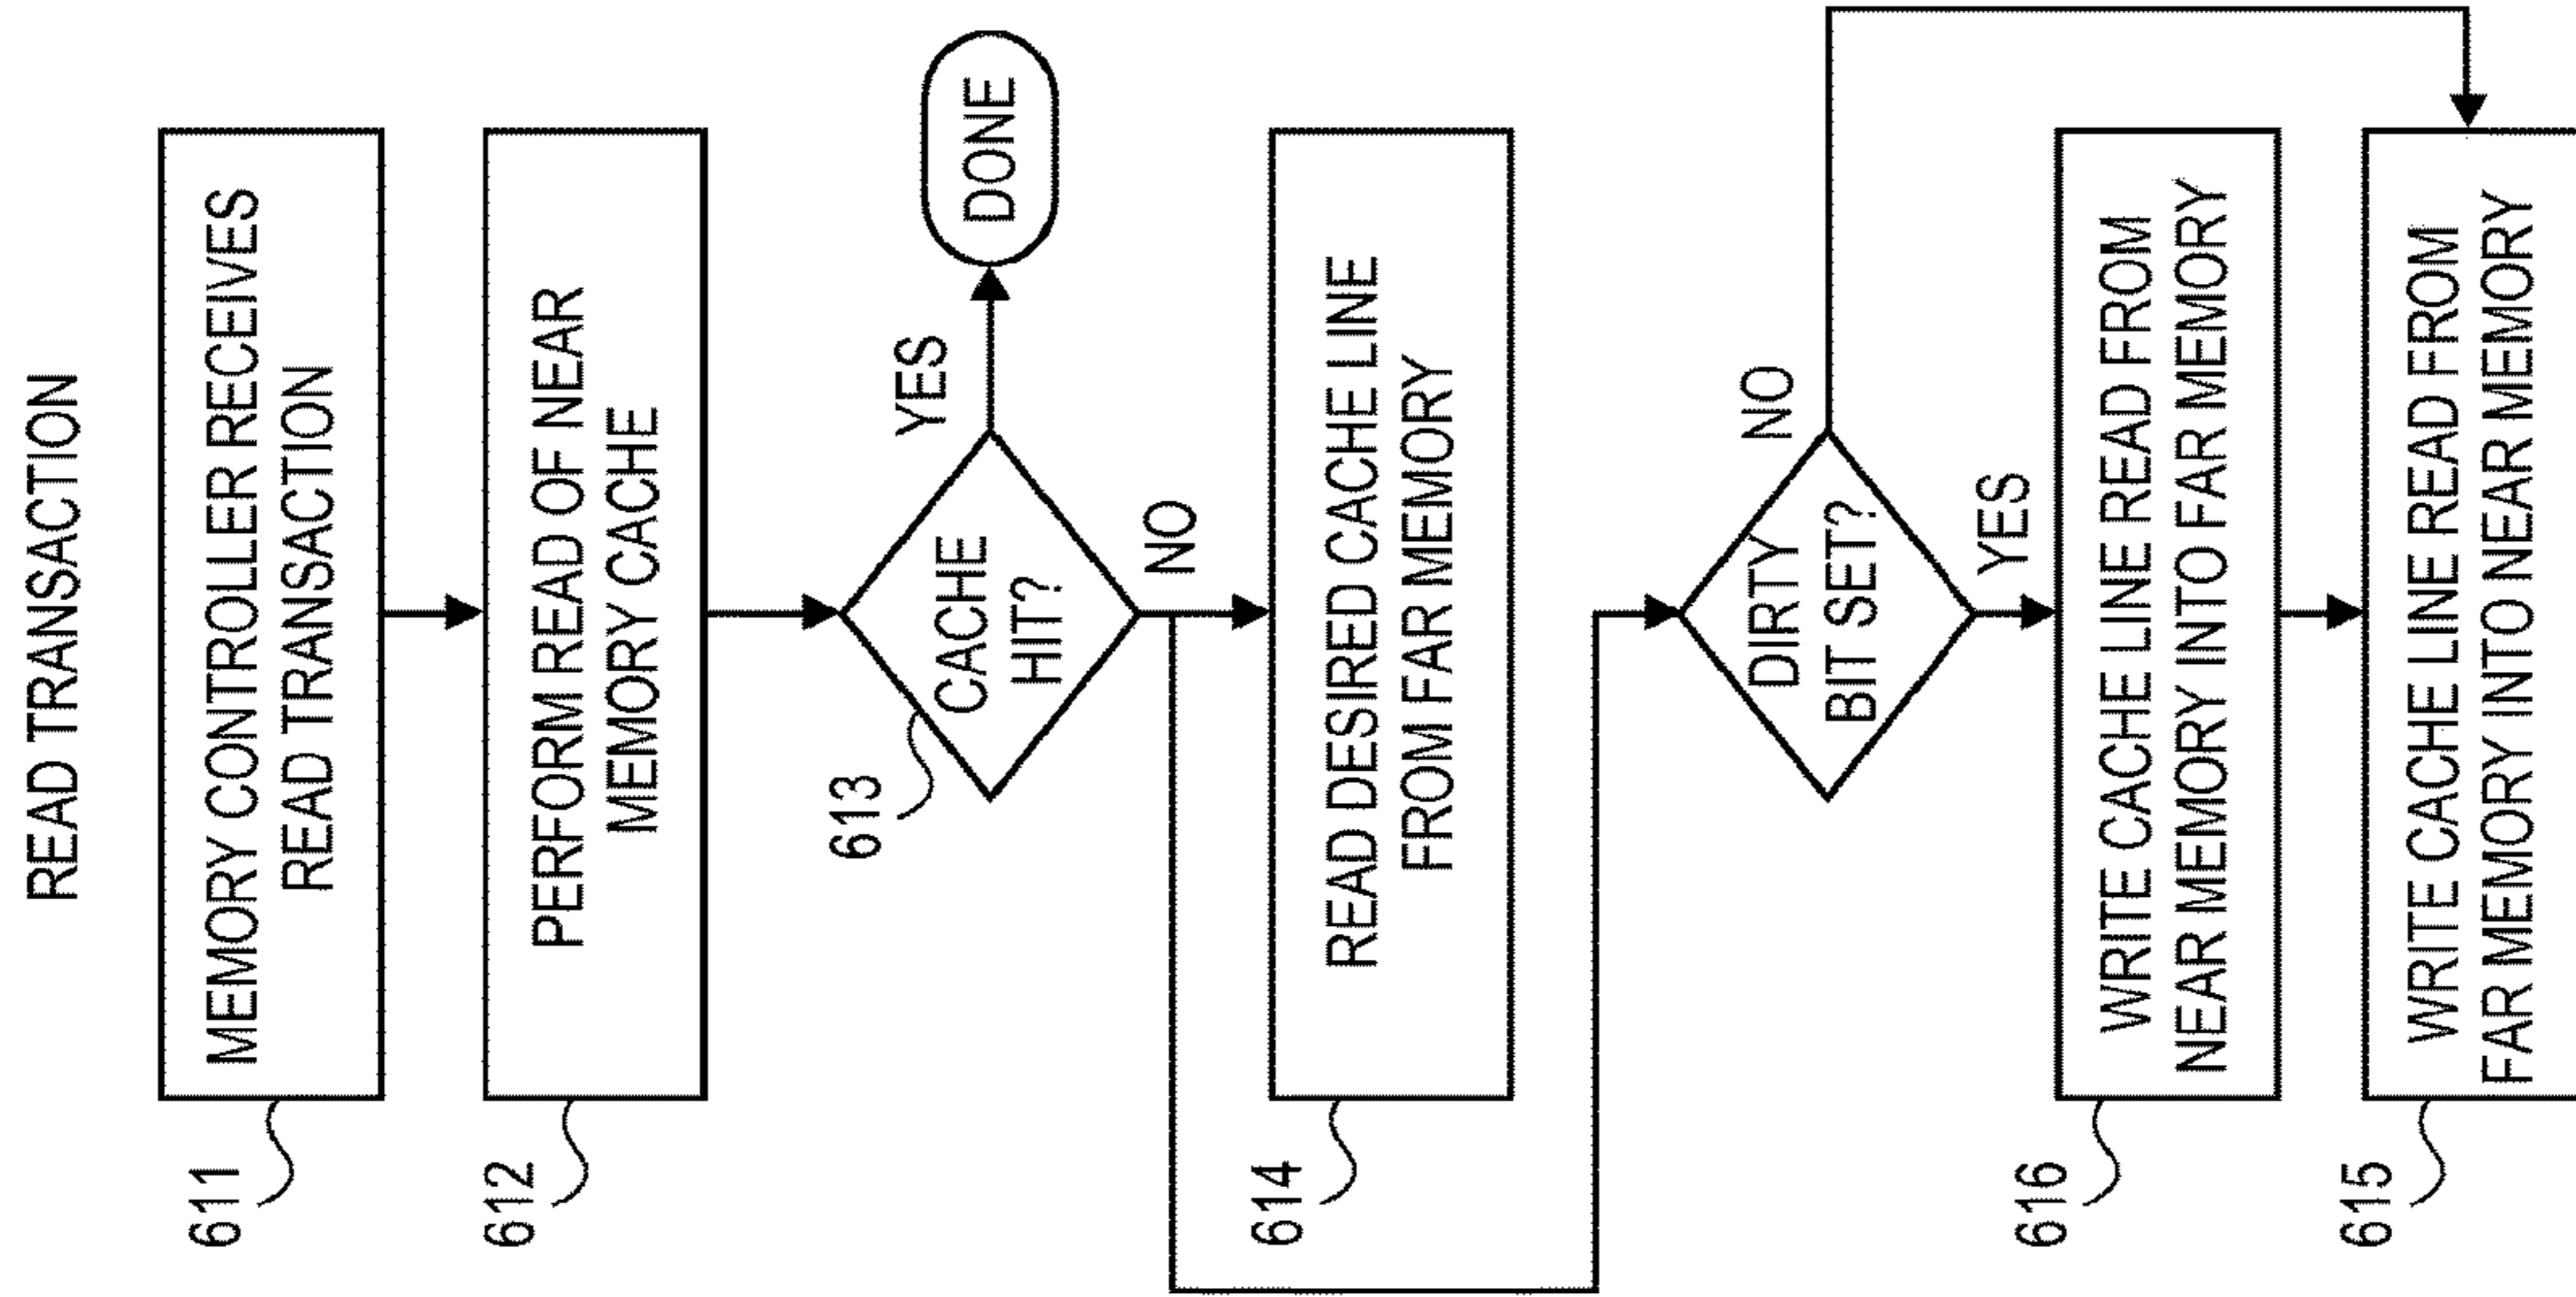 READ TRANSACTION
611
MEMORY CONTROLLER RECEIVES
READ TRANSACTION
612
PERFORM READ OF NEAR
MEMORY CACHE
613
CACHE
HIT?
YES
DONE
NO
614
READ DESIRED CACHE LINE
FROM FAR MEMORY
DIRTY
BIT SET?
NO
YES
616
WRITE CACHE LINE READ FROM
NEAR MEMORY INTO FAR MEMORY
615
WRITE CACHE LINE READ FROM
FAR MEMORY INTO NEAR MEMORY